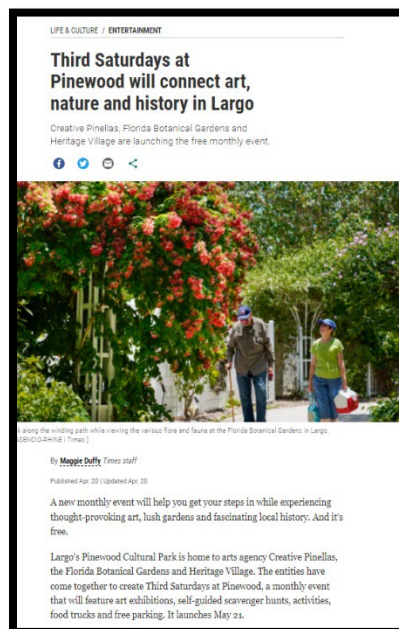 LIFE & CULTURE / ENTERTAINMENT
Third Saturdays at
Pinewood will connect art,
nature and history in Largo
Creative Pinellas, Florida Botanical Gardens and
Heritage Village are launching the free monthly event.
k along the winding path while viewing the various flora and fauna at the Florida Botanical Gardens in Largo.
ASENCIO-RHINE | Times ]
By Maggie Duffy Times staff
Published Apr. 20 | Updated Apr. 20
A new monthly event will help you get your steps in while experiencing
thought-provoking art, lush gardens and fascinating local history. And it's
free.
Largo's Pinewood Cultural Park is home to arts agency Creative Pinellas,
the Florida Botanical Gardens and Heritage Village. The entities have
come together to create Third Saturdays at Pinewood, a monthly event
that will feature art exhibitions, self-guided scavenger hunts, activities,
food trucks and free parking. It launches May 21.